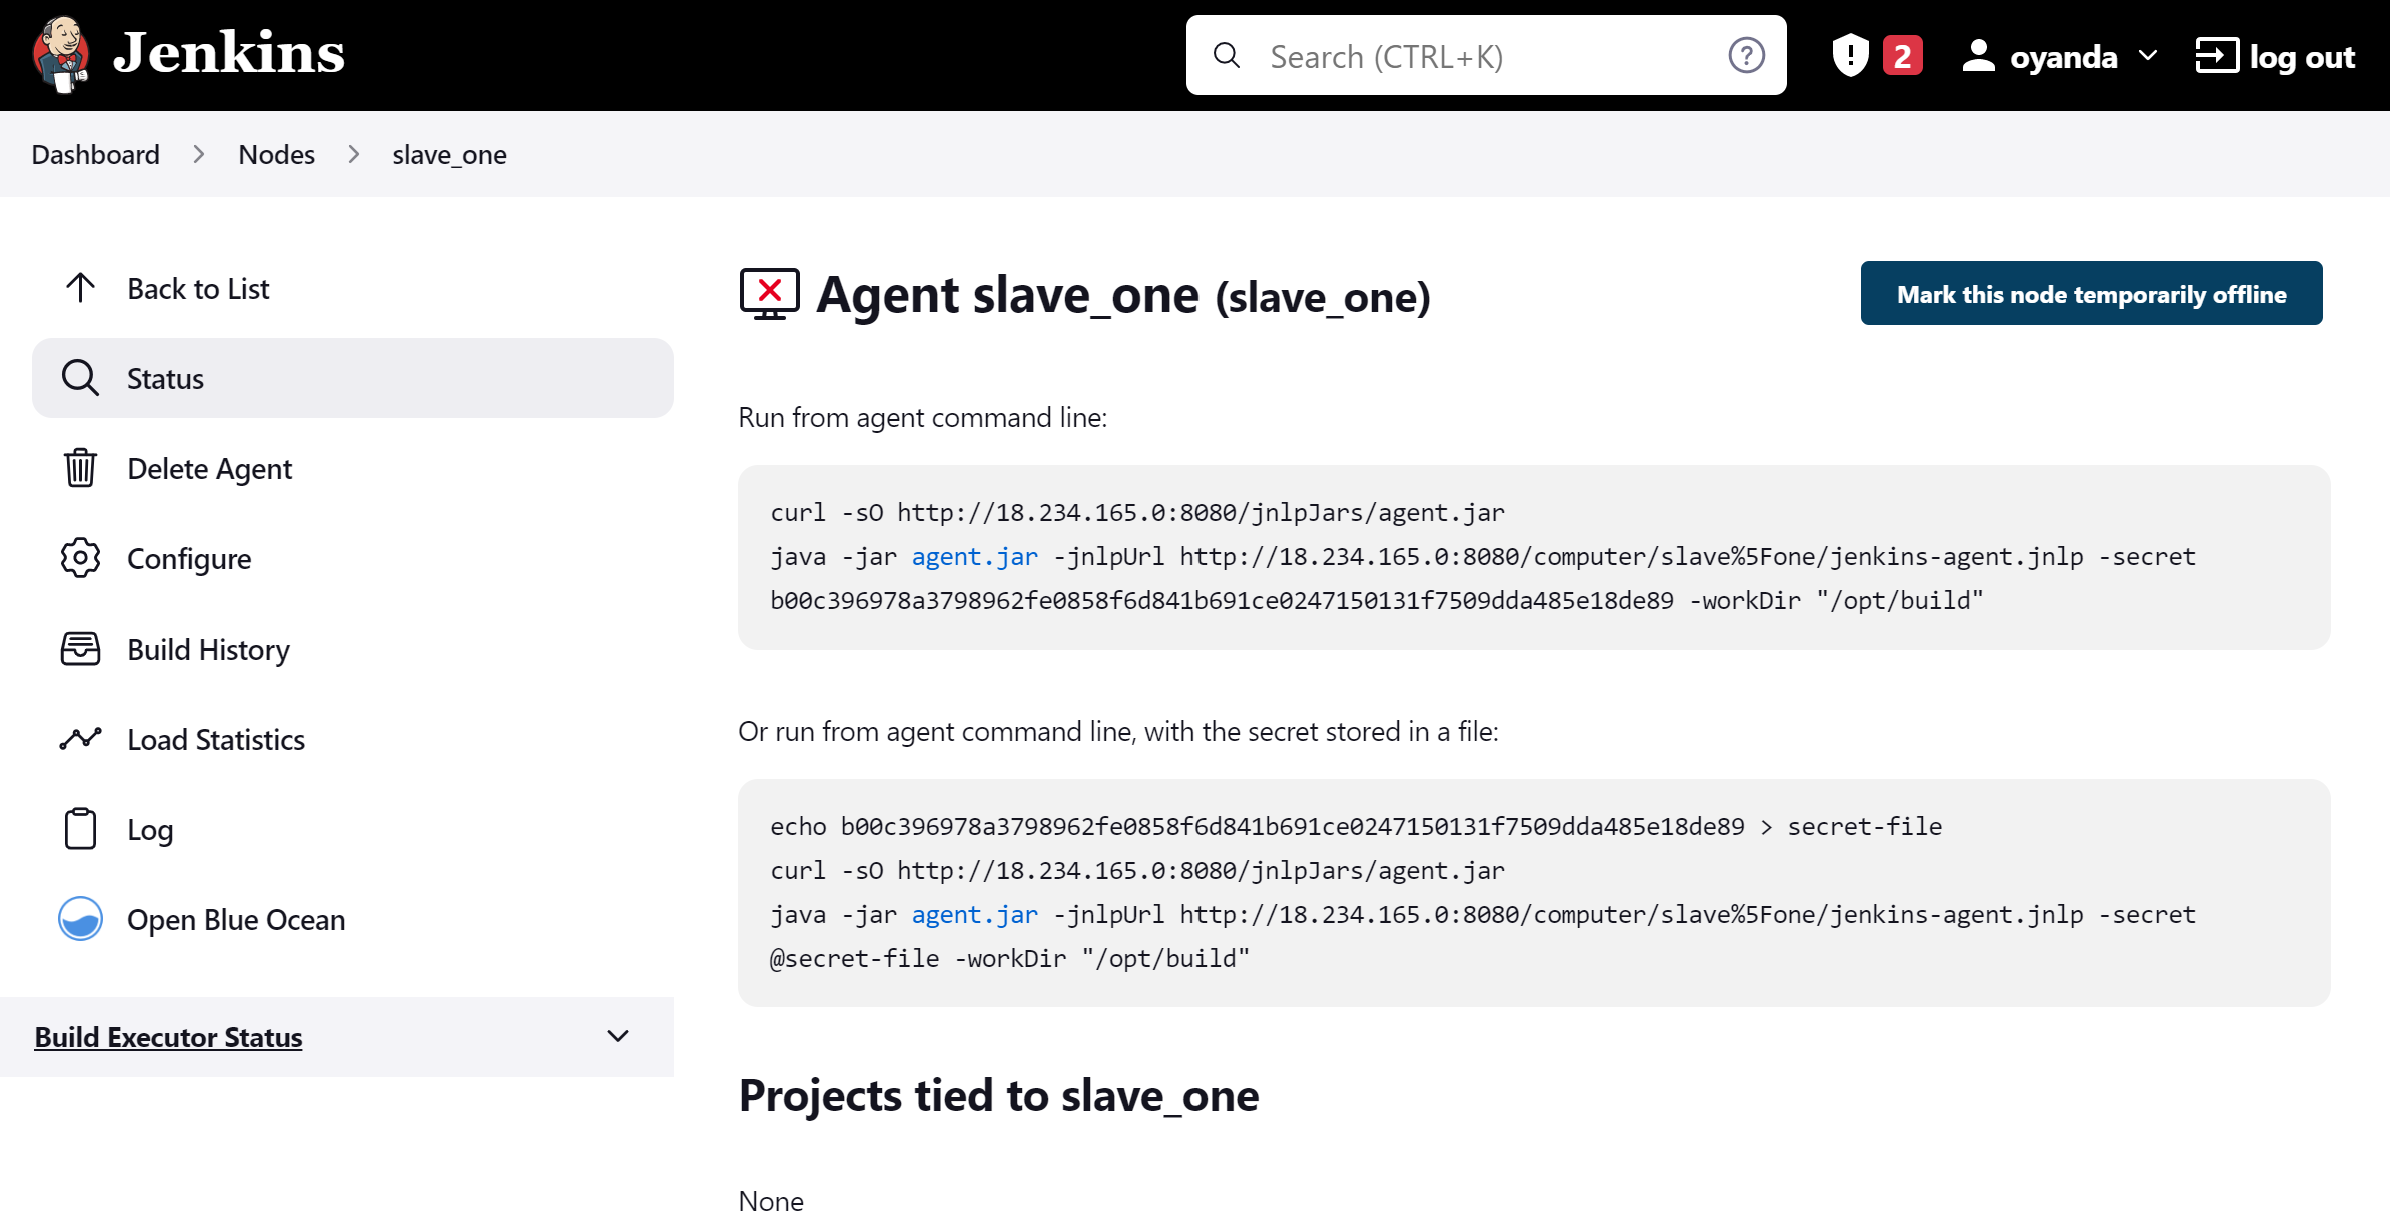 Jenkins
Search (CTRL+K)
2
oyanda
log out
Dashboard
Nodes
slave_one
Back to List
Status
Delete Agent
Configure
Build History
Load Statistics
Log
Open Blue Ocean
Build Executor Status
Agent slave_one (slave_one)
Mark this node temporarily offline
Run from agent command line:
curl -sO http://18.234.165.0:8080/jnlpJars/agent.jar
java -jar agent.jar -jnlpUrl http://18.234.165.0:8080/computer/slave%5Fone/jenkins-agent.jnlp -secret
b00c396978a3798962fe0858f6d841b691ce0247150131f7509dda485e18de89 -workDir "/opt/build"
Or run from agent command line, with the secret stored in a file:
echo b00c396978a3798962fe0858f6d841b691ce0247150131f7509dda485e18de89 > secret-file
curl -sO http://18.234.165.0:8080/jnlpJars/agent.jar
java -jar agent.jar -jnlpUrl http://18.234.165.0:8080/computer/slave%5Fone/jenkins-agent.jnlp -secret
@secret-file -workDir "/opt/build"
Projects tied to slave_one
None